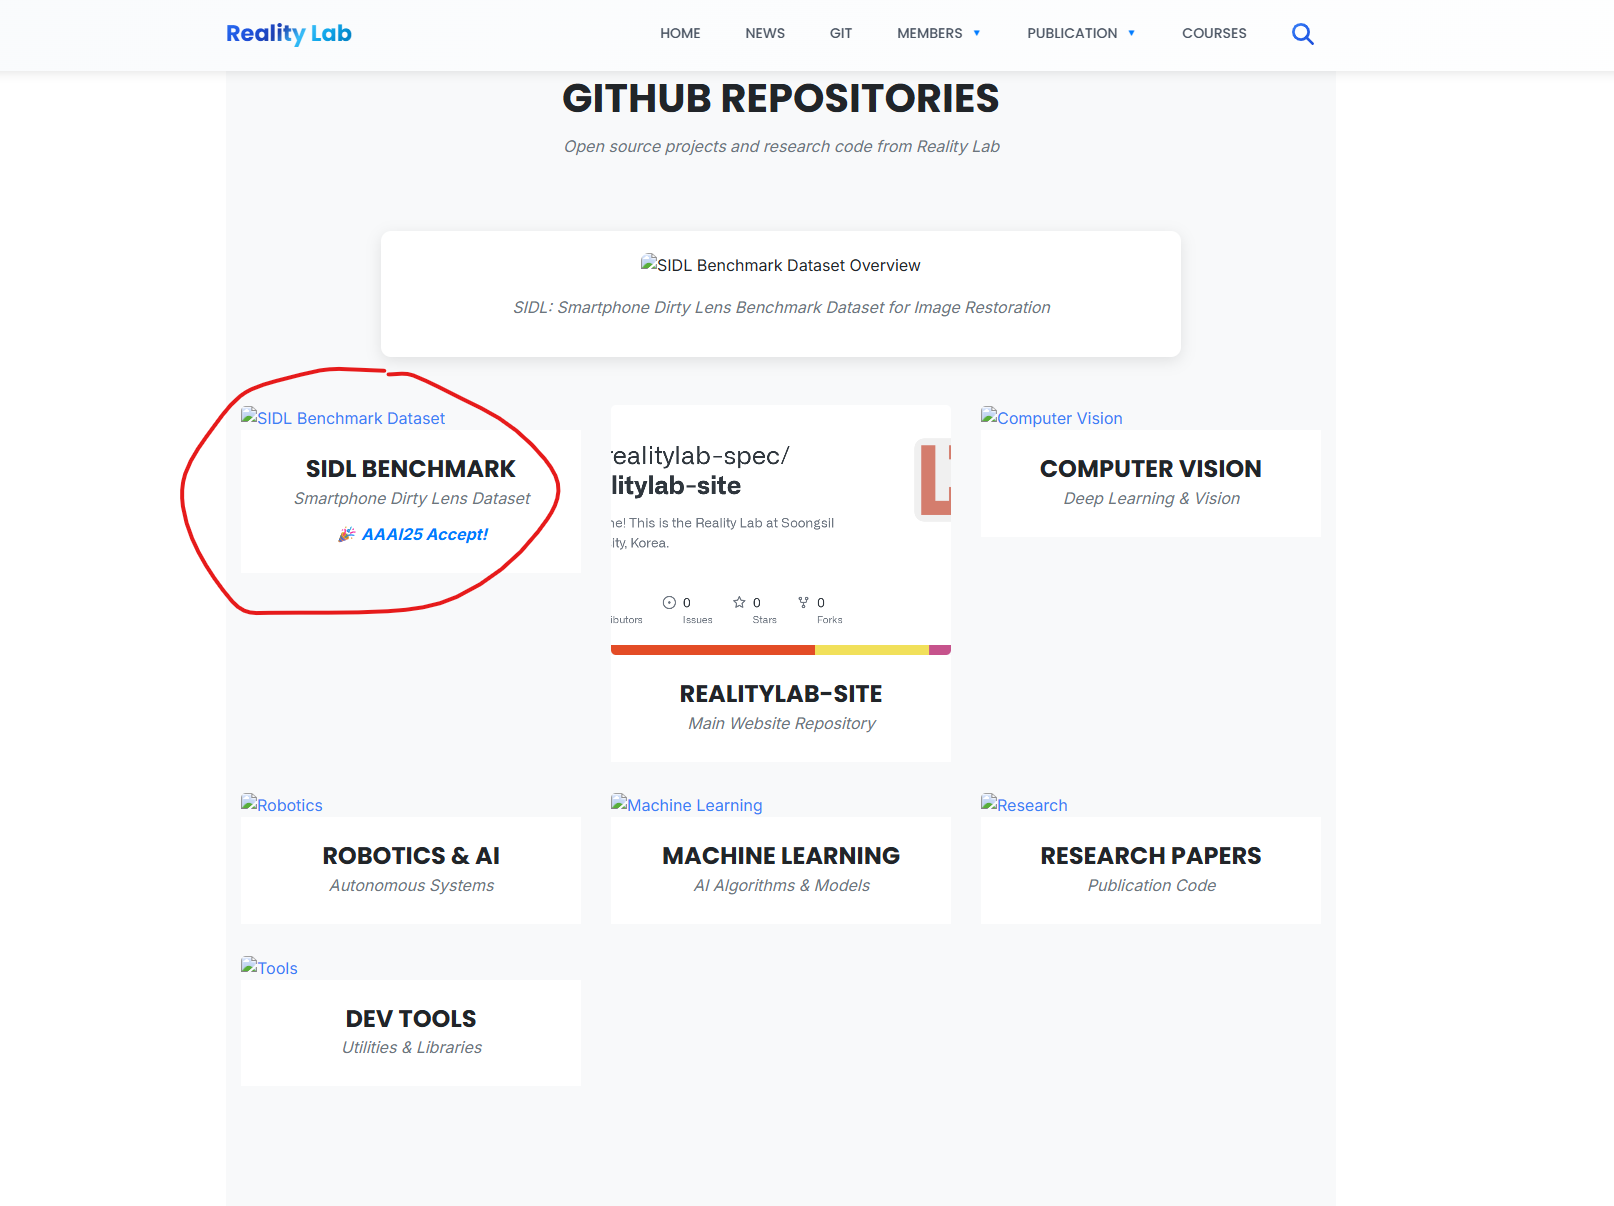 Reality Lab
HOME NEWS GIT MEMBERS ▼ PUBLICATION ▼ COURSES
GITHUB REPOSITORIES
Open source projects and research code from Reality Lab
SIDL Benchmark Dataset Overview
SIDL: Smartphone Dirty Lens Benchmark Dataset for Image Restoration
SIDL Benchmark Dataset
SIDL BENCHMARK
Smartphone Dirty Lens Dataset
🎉 AAAI25 Accept!
realitylab-spec/
litylab-site
ne! This is the Reality Lab at Soongsil
ity, Korea.
0 0 0
ibutors Issues Stars Forks
REALITYLAB-SITE
Main Website Repository
Computer Vision
COMPUTER VISION
Deep Learning & Vision
Robotics
ROBOTICS & AI
Autonomous Systems
Machine Learning
MACHINE LEARNING
AI Algorithms & Models
Research
RESEARCH PAPERS
Publication Code
Tools
DEV TOOLS
Utilities & Libraries